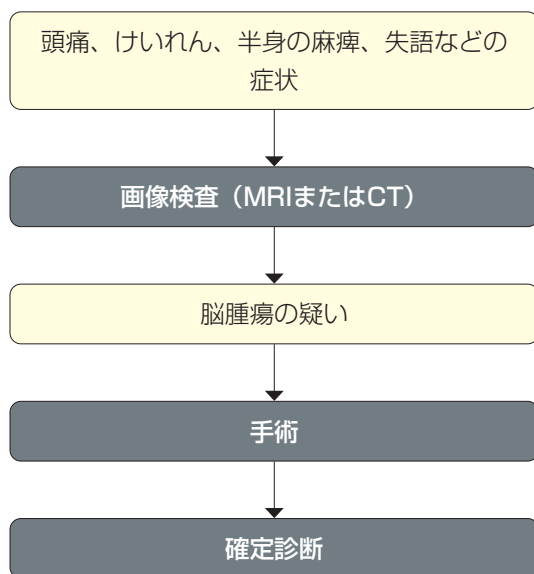 頭痛、けいれん、半身の麻痺、失語などの
症状
画像検査（MRIまたはCT）
脳腫瘍の疑い
手術
確定診断